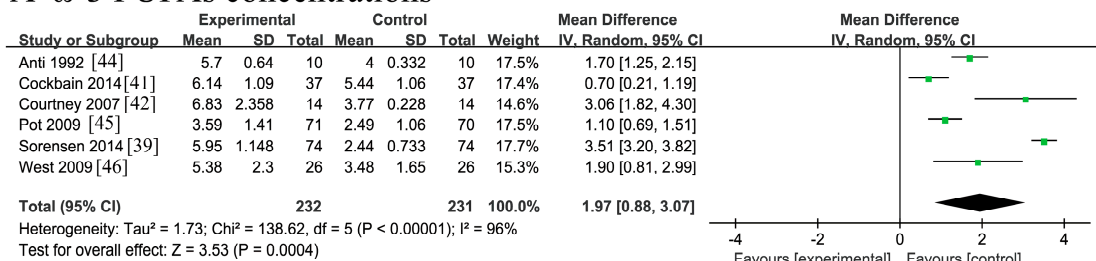 A ω-3 PUFAs concentrations
Experimental Control Mean Difference Mean Difference
Study or Subgroup Mean SD Total Mean SD Total Weight IV, Random, 95% CI IV, Random, 95% CI
Anti 1992 [44] 5.7 0.64 10 4 0.332 10 17.5% 1.70 [1.25, 2.15]
Cockbain 2014[41] 6.14 1.09 37 5.44 1.06 37 17.4% 0.70 [0.21, 1.19]
Courtney 2007 [42] 6.83 2.358 14 3.77 0.228 14 14.6% 3.06 [1.82, 4.30]
Pot 2009 [45] 3.59 1.41 71 2.49 1.06 70 17.5% 1.10 [0.69, 1.51]
Sorensen 2014 [39] 5.95 1.148 74 2.44 0.733 74 17.7% 3.51 [3.20, 3.82]
West 2009 [46] 5.38 2.3 26 3.48 1.65 26 15.3% 1.90 [0.81, 2.99]
Total (95% CI) 232 231 100.0% 1.97 [0.88, 3.07]
Heterogeneity: Tau² = 1.73; Chi² = 138.62, df = 5 (P < 0.00001); I² = 96%
Test for overall effect: Z = 3.53 (P = 0.0004)
-4 -2 0 2 4
Favours [experimental] Favours [control]